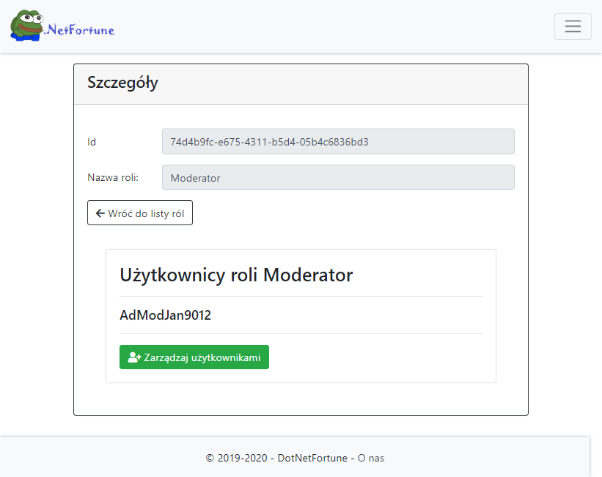 .NetFortune
Szczegóły
Id
74d4b9fc-e675-4311-b5d4-05b4c6836bd3
Nazwa roli:
Moderator
Wróć do listy ról
Użytkownicy roli Moderator
AdModJan9012
Zarządzaj użytkownikami
© 2019-2020 - DotNetFortune - O nas